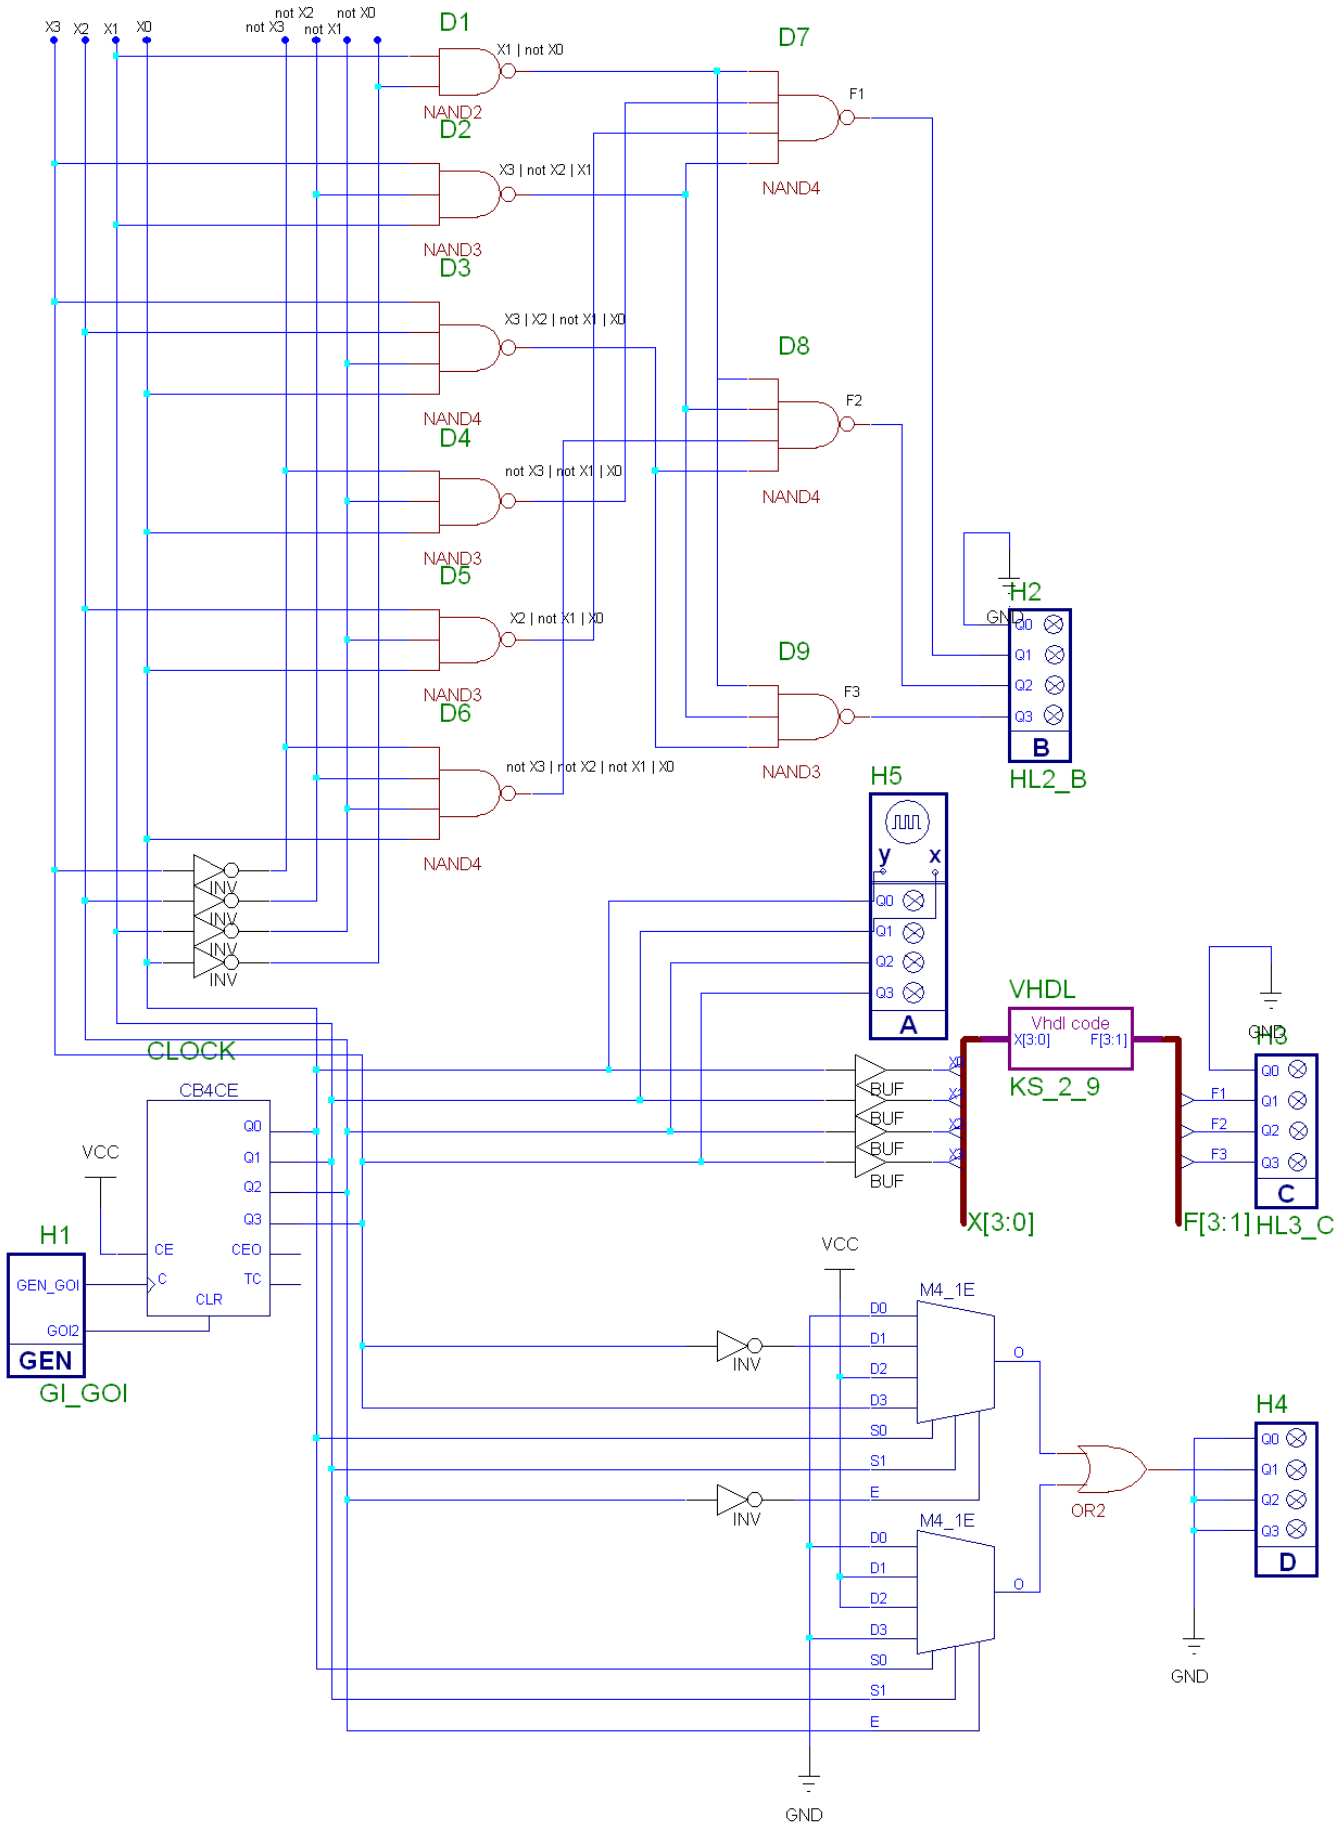 not X2
not X0
not X3
not X1
X3
X2
X1
X0
D1
X1 | not X0
NAND2
D2
X3 | not X2 | X1
NAND3
D3
X3 | X2 | not X1 | X0
NAND4
D4
not X3 | not X1 | X0
NAND3
D5
X2 | not X1 | X0
NAND3
D6
not X3 | not X2 | not X1 | X0
NAND4
D7
F1
NAND4
D8
F2
NAND4
D9
F3
NAND3
GND
H2
Q0
Q1
Q2
Q3
B
HL2_B
INV
INV
INV
INV
H5
y x
Q0
Q1
Q2
Q3
A
CLOCK
CB4CE
Q0
Q1
Q2
Q3
CE
CEO
C
TC
CLR
VCC
H1
GEN_GOI
GOI2
GEN
GI_GOI
BUF
BUF
BUF
BUF
X0
X1
X2
X3
X[3:0]
VHDL
Vhdl code
X[3:0] F[3:1]
KS_2_9
F1
F2
F3
F[3:1]
GND
H3
Q0
Q1
Q2
Q3
C
HL3_C
VCC
M4_1E
D0
D1
D2
D3
S0
S1
E
O
INV
INV
M4_1E
D0
D1
D2
D3
S0
S1
E
O
OR2
H4
Q0
Q1
Q2
Q3
D
GND
GND